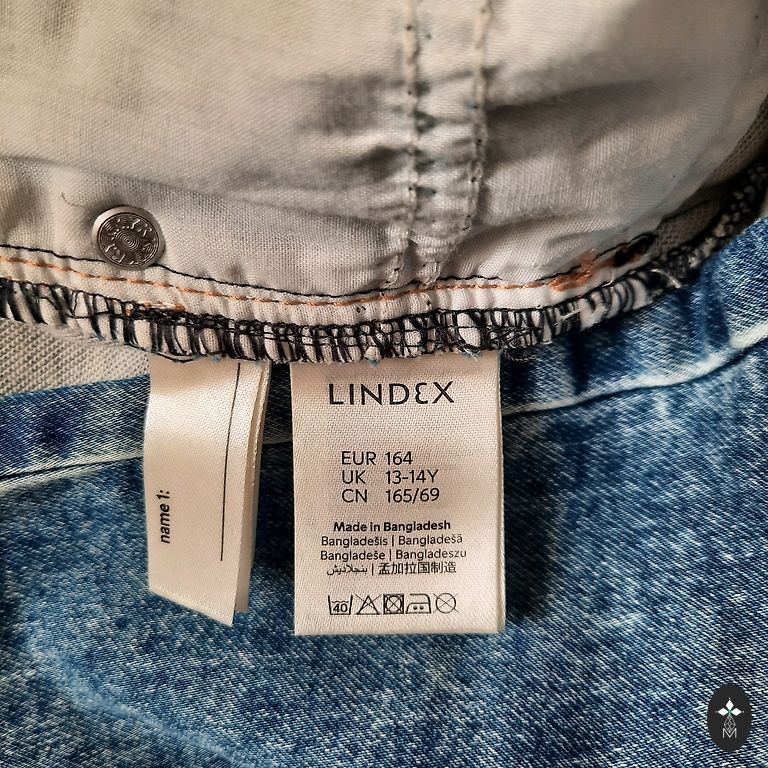 LINDEX
EUR 164
UK 13-14Y
CN 165/69
Made in Bangladesh
Bangladešis | Bangladešā
Bangladeše | Bangladeszu
بنجلاديش | 孟加拉国制造
40
name 1:
M